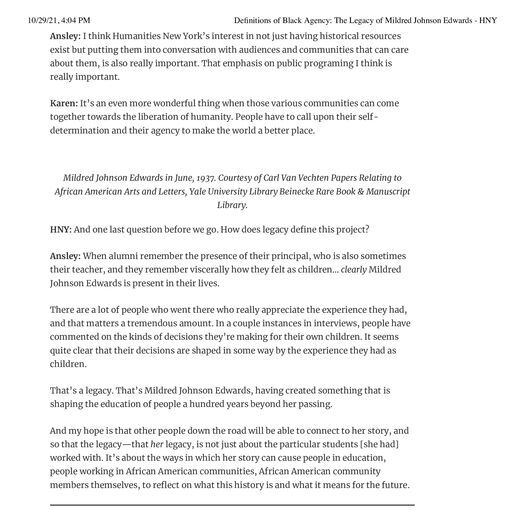 10/29/21, 4:04 PM Definitions of Black Agency: The Legacy of Mildred Johnson Edwards - HNY
Ansley: I think Humanities New York's interest in not just having historical resources
exist but putting them into conversation with audiences and communities that can care
about them, is also really important. That emphasis on public programing I think is
really important.
Karen: It's an even more wonderful thing when those various communities can come
together towards the liberation of humanity. People have to call upon their self-
determination and their agency to make the world a better place.
Mildred Johnson Edwards in June, 1937. Courtesy of Carl Van Vechten Papers Relating to
African American Arts and Letters, Yale University Library Beinecke Rare Book & Manuscript
Library.
HNY: And one last question before we go. How does legacy define this project?
Ansley: When alumni remember the presence of their principal, who is also sometimes
their teacher, and they remember viscerally how they felt as children... clearly Mildred
Johnson Edwards is present in their lives.
There are a lot of people who went there who really appreciate the experience they had,
and that matters a tremendous amount. In a couple instances in interviews, people have
commented on the kinds of decisions they're making for their own children. It seems
quite clear that their decisions are shaped in some way by the experience they had as
children.
That's a legacy. That's Mildred Johnson Edwards, having created something that is
shaping the education of people a hundred years beyond her passing.
And my hope is that other people down the road will be able to connect to her story, and
so that the legacy—that her legacy, is not just about the particular students [she had]
worked with. It's about the ways in which her story can cause people in education,
people working in African American communities, African American community
members themselves, to reflect on what this history is and what it means for the future.